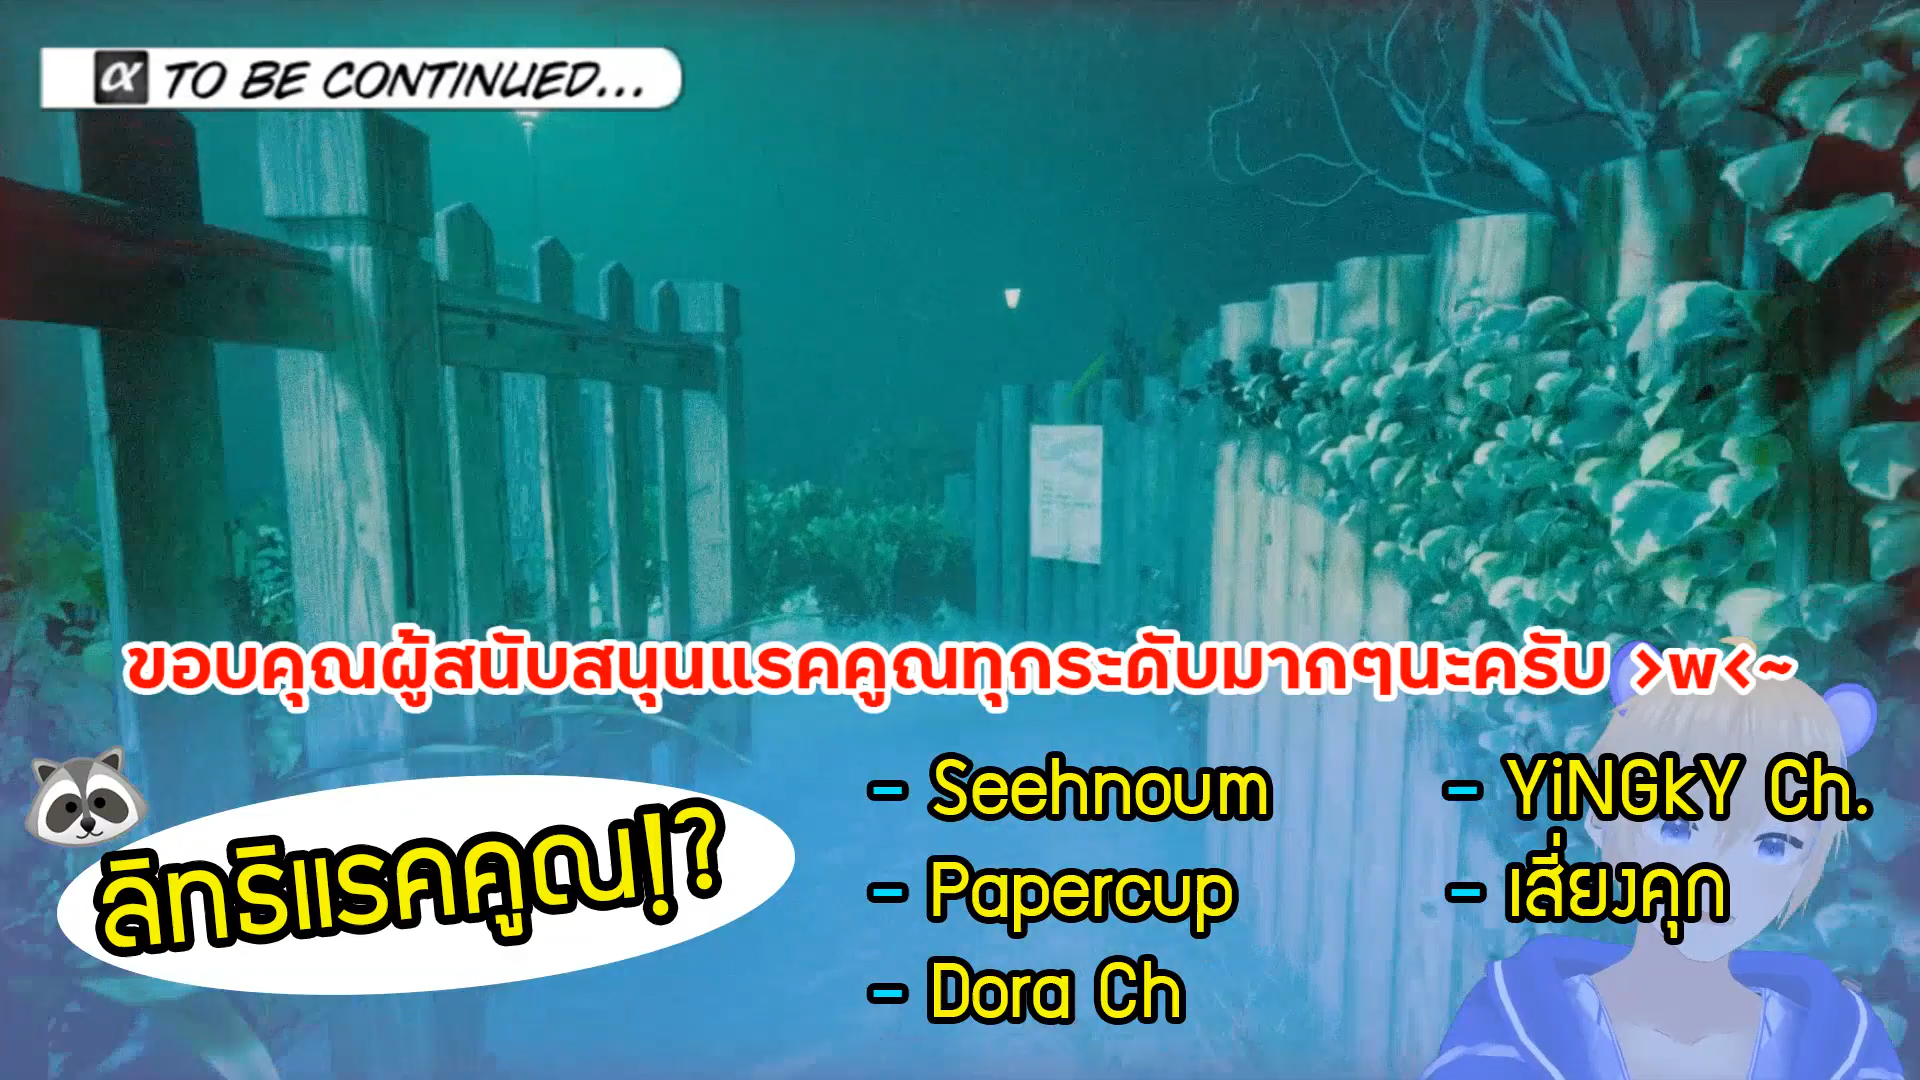 α TO BE CONTINUED...
ขอบคุณผู้สนับสนุนแรคคูณทุกระดับมากๆนะครับ >w<~
ลิทธิแรคคูณ!?
- Seehnoum
- Papercup
- Dora Ch
- YiNGkY Ch.
- เสี่ยงคุก